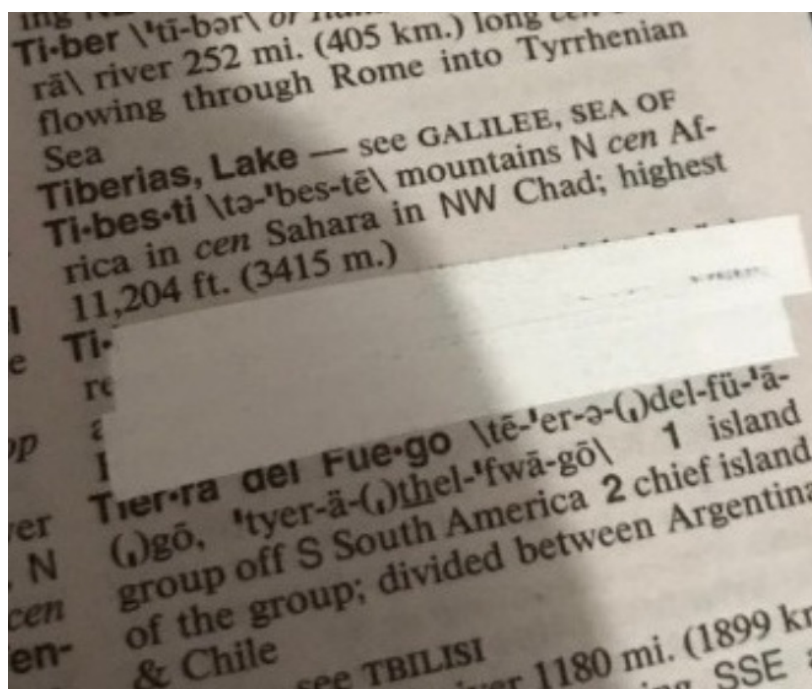 ing
Ti·ber \ˈtī-bər\ or
rä\ river 252 mi. (405 km.) long cen
flowing through Rome into Tyrrhenian
Sea
Tiberias, Lake — see GALILEE, SEA OF
Ti·bes·ti \tə-ˈbes-tē\ mountains N cen Af-
rica in cen Sahara in NW Chad; highest
11,204 ft. (3415 m.)
Ti·
re
Tier·ra del Fue·go \tē-ˈer-ə-(ˌ)del-fü-ˈā-
(ˌ)gō, ˈtyer-ä-(ˌ)thel-ˈfwä-gō\ 1 island
group off S South America 2 chief island
of the group; divided between Argentina
& Chile
see TBILISI
1180 mi. (1899 km
SSE